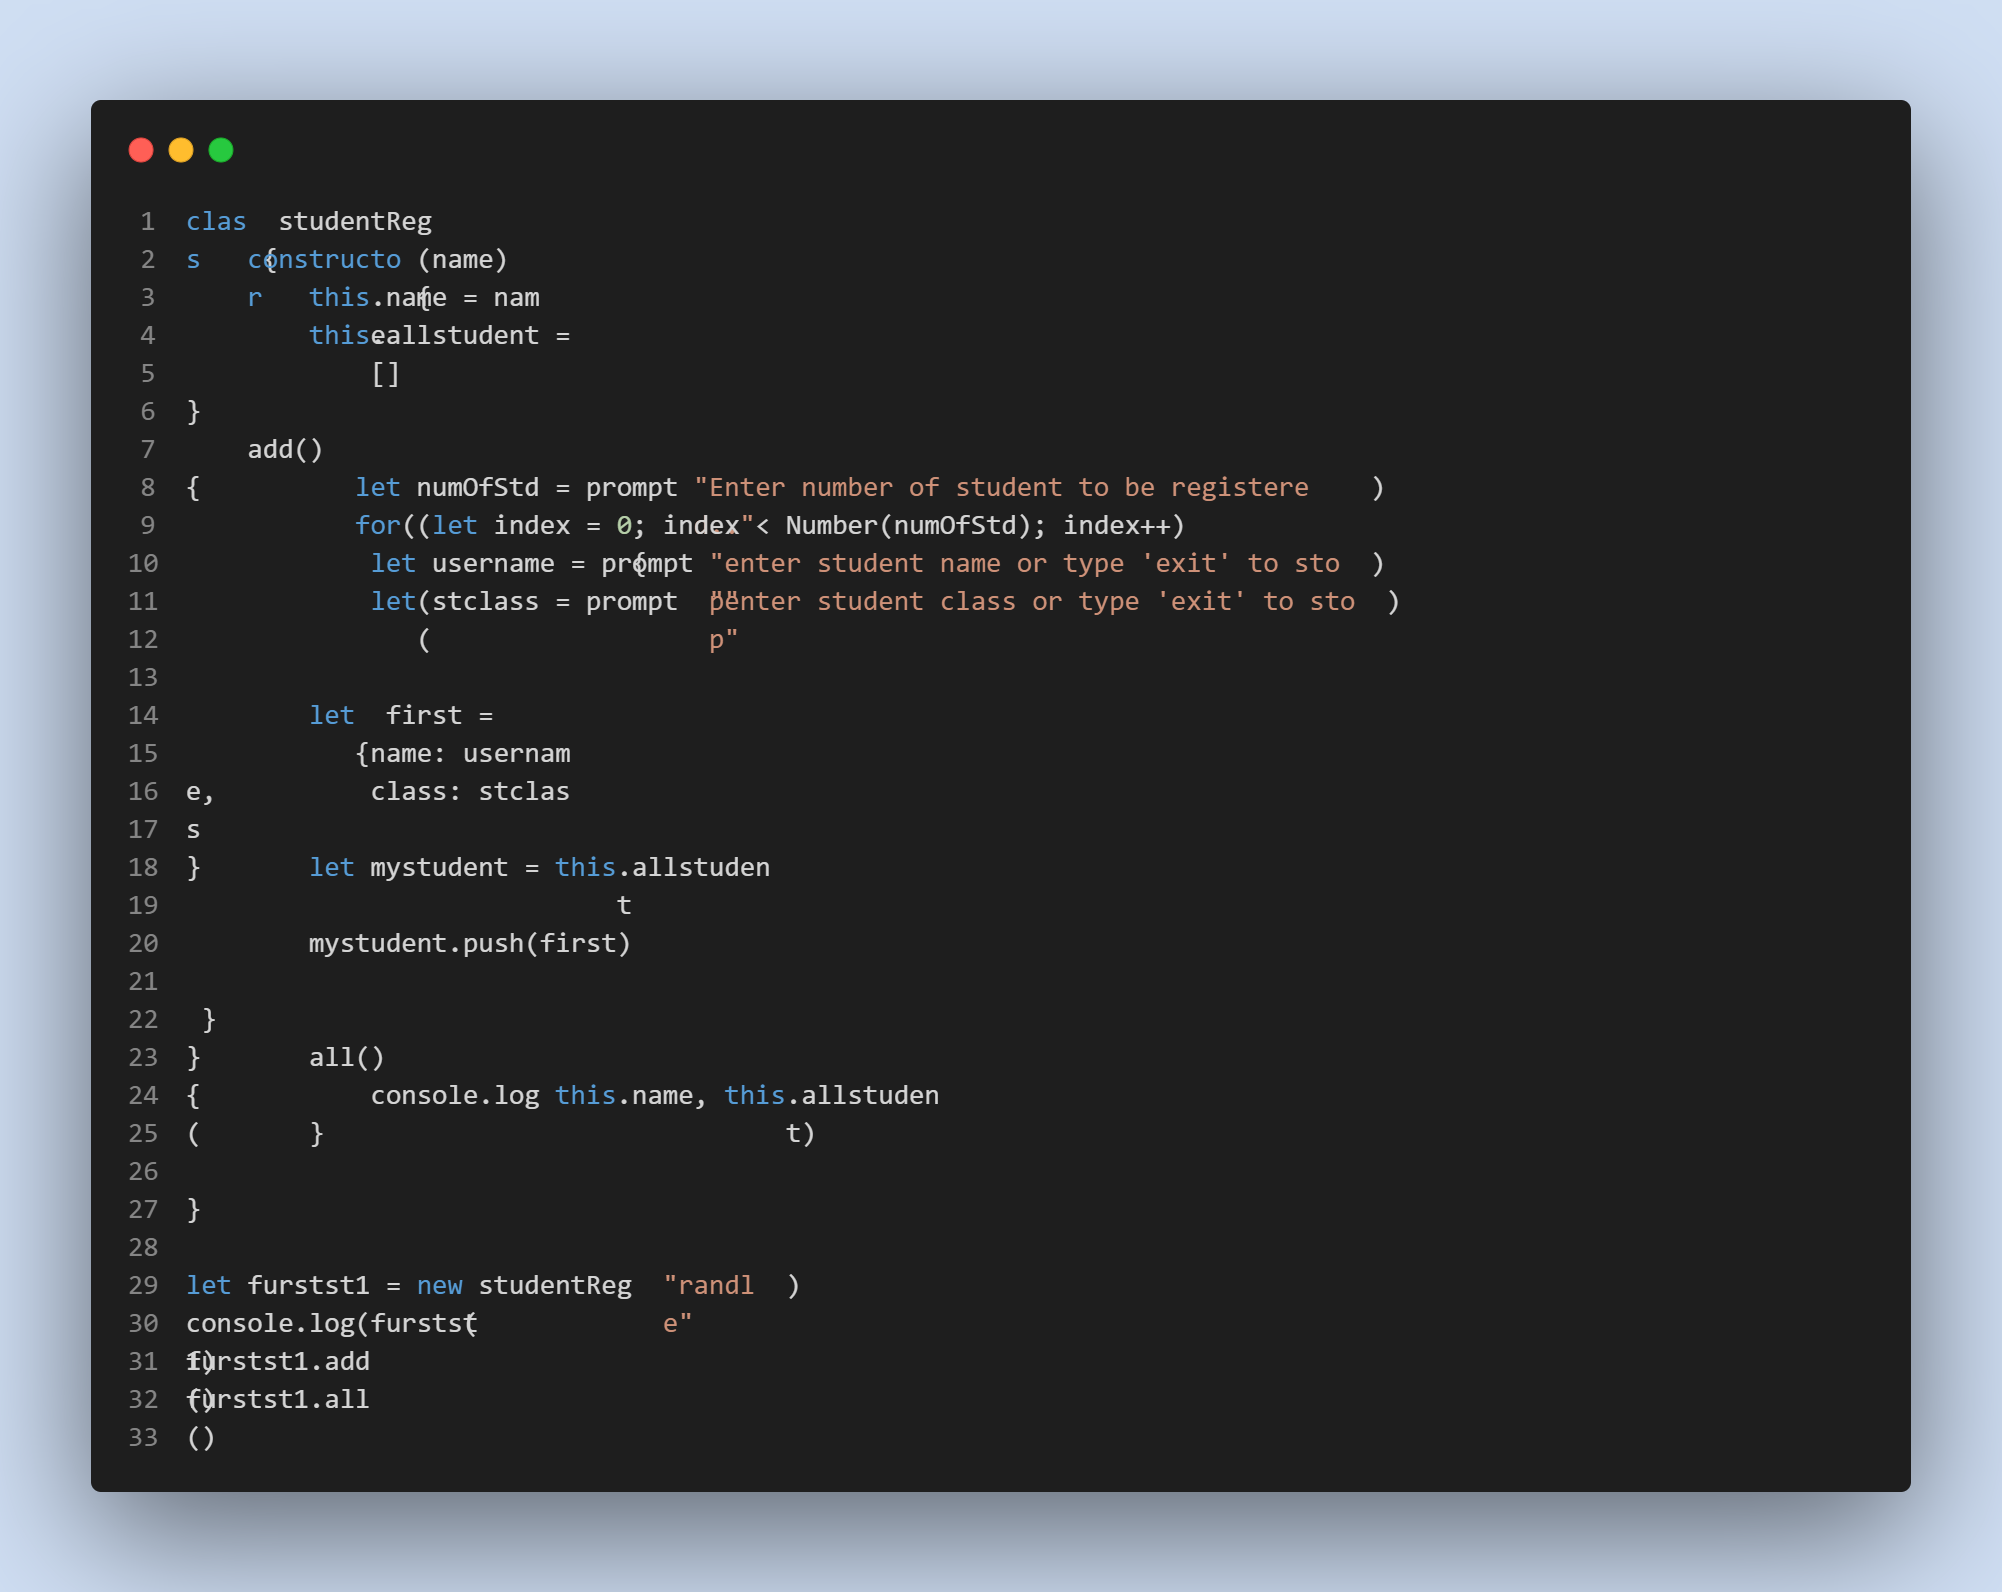 1 clas studentReg
2 s {constructo (name)
3 r this.name = nam {
4 thiseallstudent =
5 []
6 }
7 add()
8 { let numOfStd = prompt "Enter number of student to be registere )
9 for((let index = 0; index < Number(numOfStd); index++)
10 let username = prompt { "enter student name or type 'exit' to sto )
11 let(stclass = prompt "enter student class or type 'exit' to sto )
12 ( p"
13
14 let first =
15 {name: usernam
16 e, class: stclas
17 s
18 } let mystudent = this.allstuden
19 t
20 mystudent.push(first)
21
22 }
23 } all()
24 { console.log this.name, this.allstuden
25 ( } t)
26
27 }
28
29 let furstst1 = new studentReg "randl )
30 console.log(furstst ( e"
31 1) furstst1.add
32 () furstst1.all
33 ()